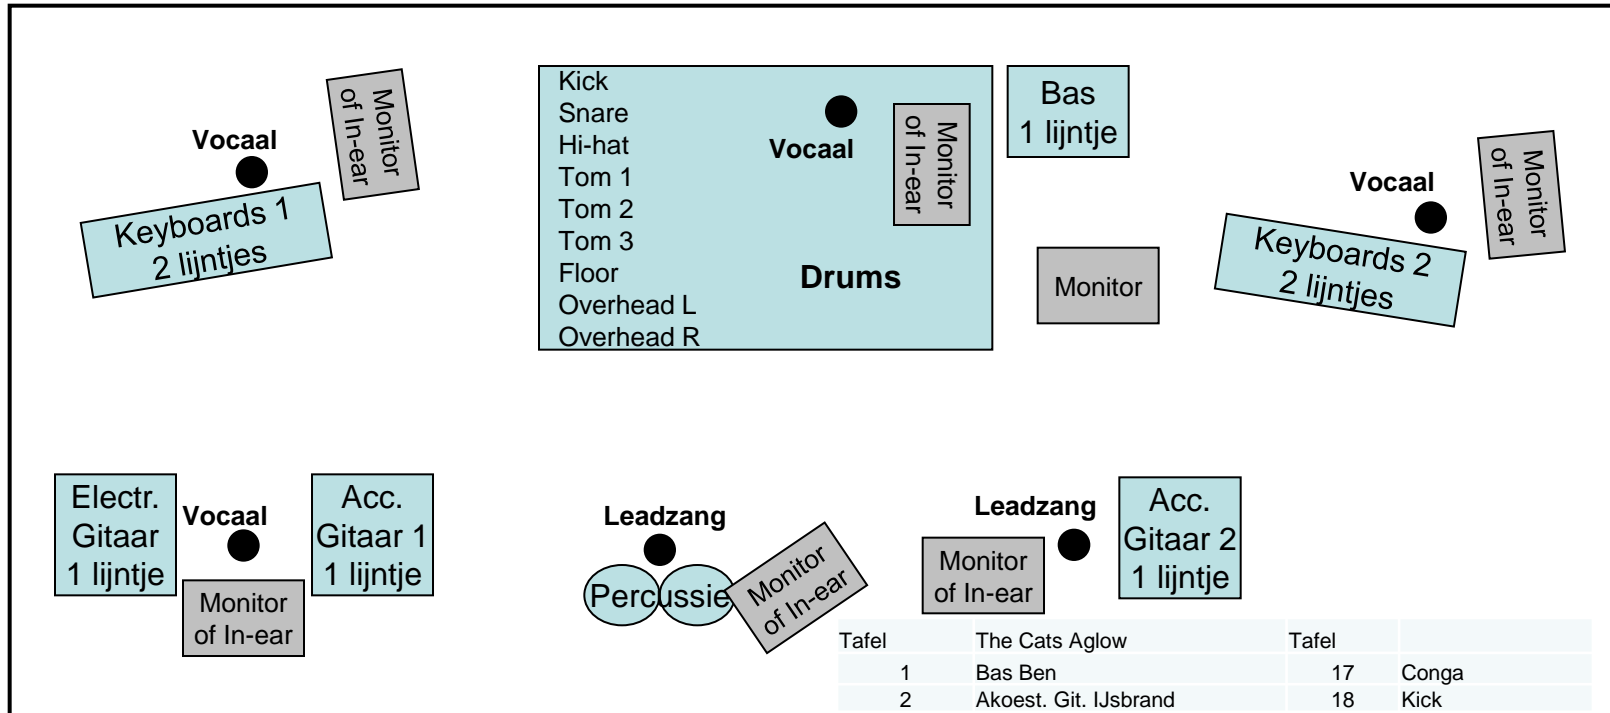 Vocaal
Monitor
of In-ear
Keyboards 1
2 lijntjes
Kick
Snare
Hi-hat
Tom 1
Tom 2
Tom 3
Floor
Overhead L
Overhead R
Vocaal
Monitor
of In-ear
Drums
Bas
1 lijntje
Monitor
Vocaal
Monitor
of In-ear
Keyboards 2
2 lijntjes
Electr.
Gitaar
1 lijntje
Vocaal
Monitor
of In-ear
Acc.
Gitaar 1
1 lijntje
Leadzang
Percussie
Monitor
of In-ear
Leadzang
Monitor
of In-ear
Acc.
Gitaar 2
1 lijntje
Tafel The Cats Aglow Tafel
1 Bas Ben 17 Conga
2 Akoest. Git. IJsbrand 18 Kick